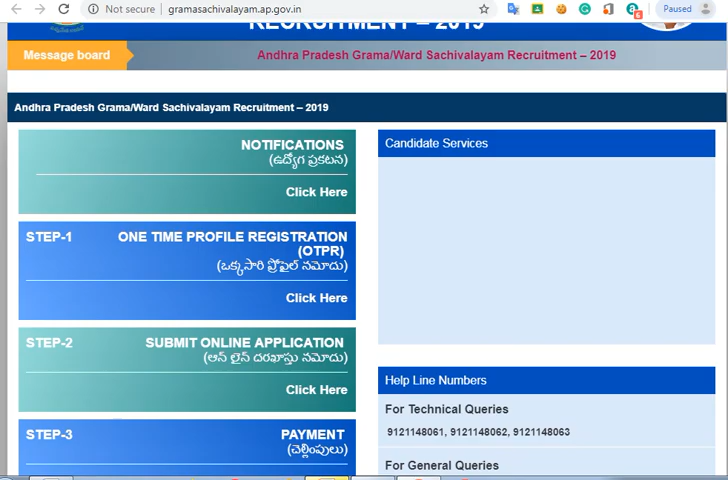 Not secure
gramasachivalayam.ap.gov.in
Paused
RECRUITMENT – 2019
Message board
Andhra Pradesh Grama/Ward Sachivalayam Recruitment – 2019
Andhra Pradesh Grama/Ward Sachivalayam Recruitment – 2019
NOTIFICATIONS
(ఉద్యోగ ప్రకటన)
Click Here
STEP-1
ONE TIME PROFILE REGISTRATION
(OTPR)
(ఒక్కసారి ప్రోఫైల్ నమోదు)
Click Here
STEP-2
SUBMIT ONLINE APPLICATION
(ఆన్ లైన్ దరఖాస్తు నమోదు)
Click Here
STEP-3
PAYMENT
(చెల్లింపులు)
Candidate Services
Help Line Numbers
For Technical Queries
9121148061, 9121148062, 9121148063
For General Queries